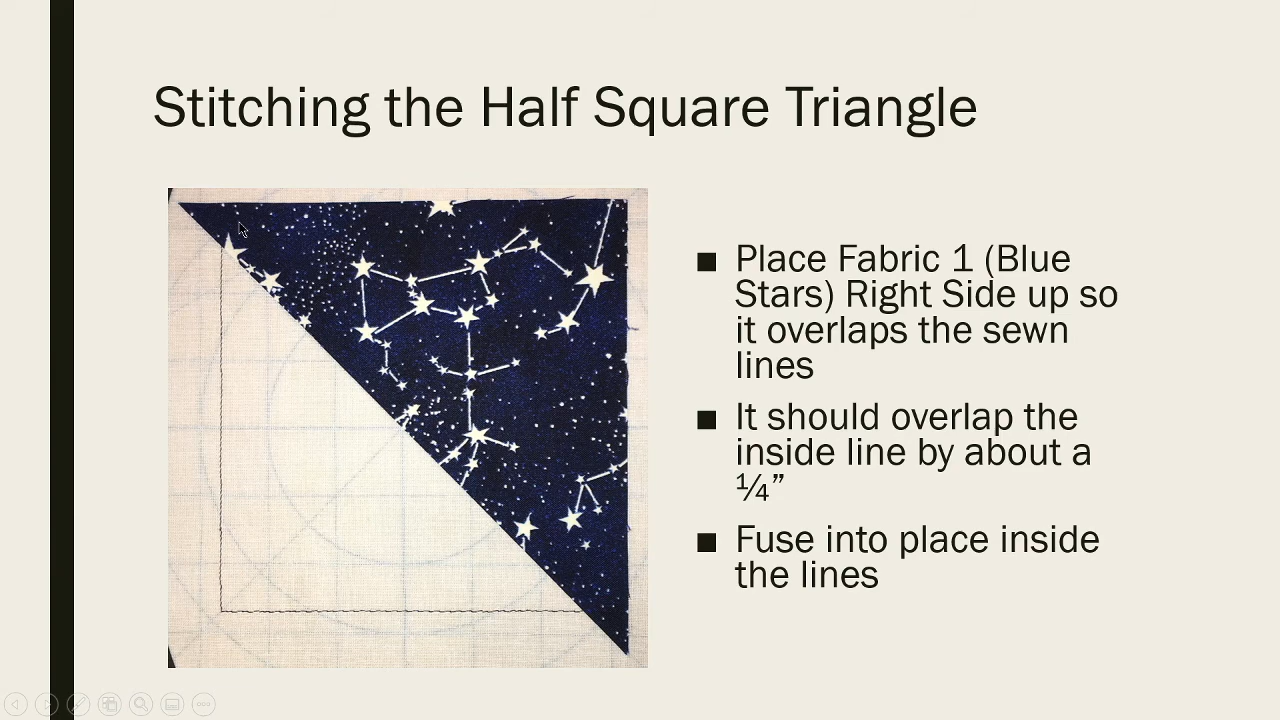 Stitching the Half Square Triangle
■ Place Fabric 1 (Blue
Stars) Right Side up so
it overlaps the sewn
lines
■ It should overlap the
inside line by about a
¼”
■ Fuse into place inside
the lines